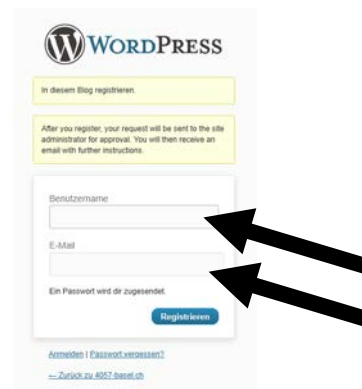 WORDPRESS
In diesem Blog registrieren.
After you register, your request will be sent to the site
administrator for approval. You will then receive an
email with further instructions.
Benutzername
E-Mail
Ein Passwort wird dir zugesendet.
Registrieren
Anmelden | Passwort vergessen?
← Zurück zu 4057-basel.ch